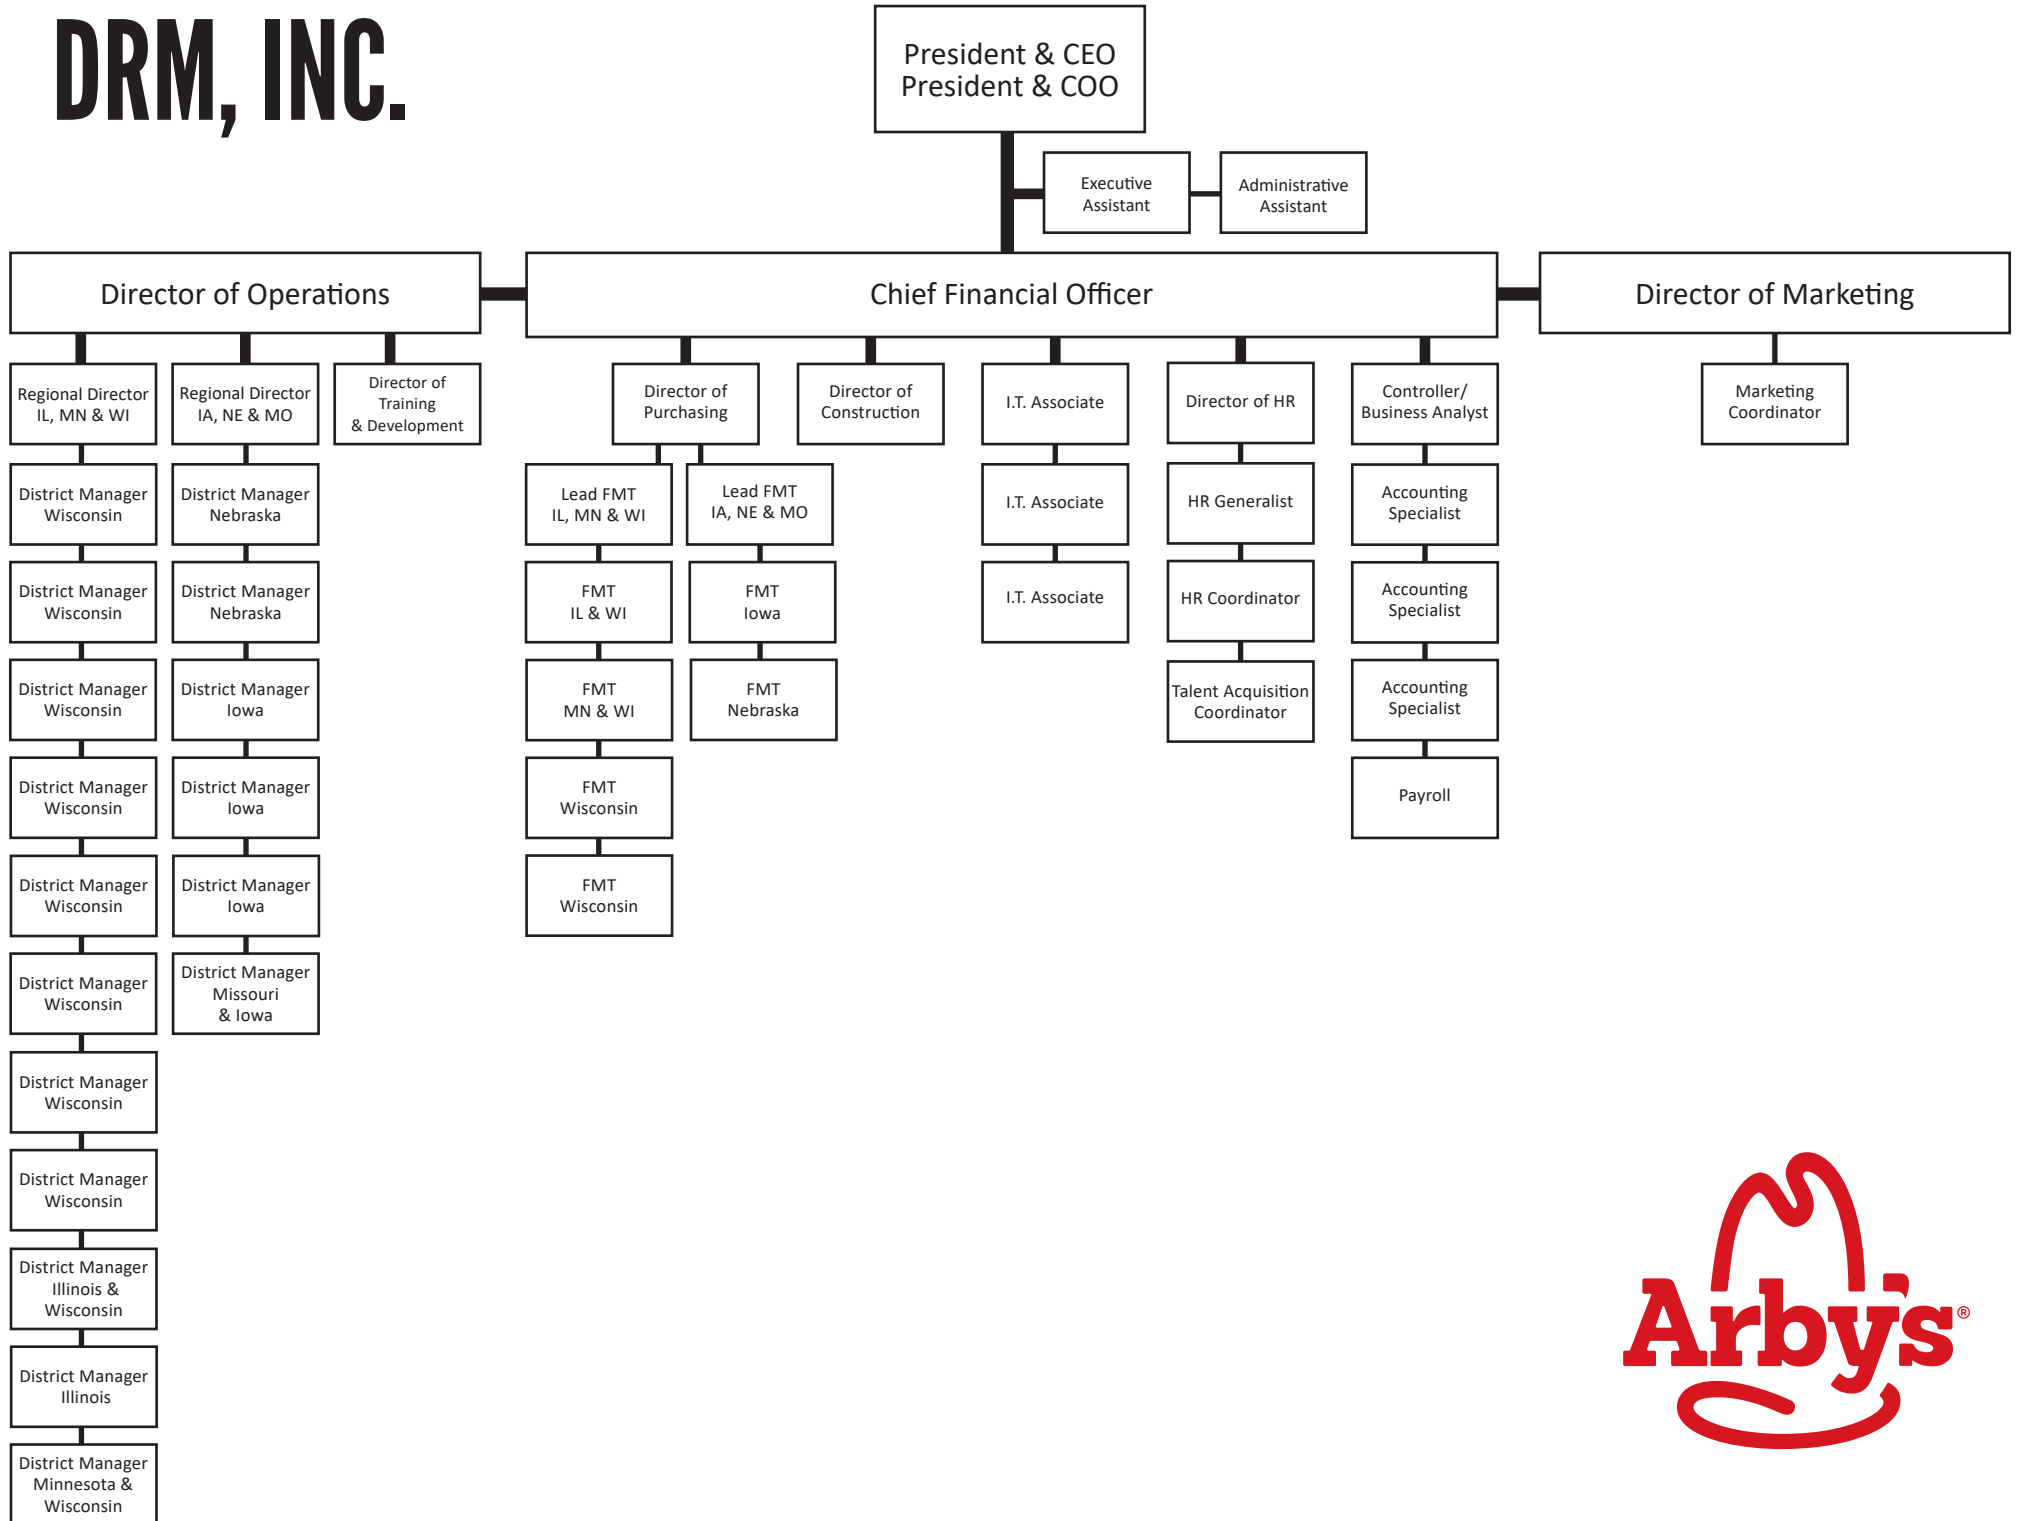 DRM, INC.
President & CEO
President & COO
Executive
Assistant
Administrative
Assistant
Director of Operations
Chief Financial Officer
Director of Marketing
Regional Director
IL, MN & WI
Regional Director
IA, NE & MO
Director of
Training
& Development
Director of
Purchasing
Director of
Construction
I.T. Associate
Director of HR
Controller/
Business Analyst
Marketing
Coordinator
District Manager
Wisconsin
District Manager
Nebraska
Lead FMT
IL, MN & WI
Lead FMT
IA, NE & MO
I.T. Associate
HR Generalist
Accounting
Specialist
District Manager
Wisconsin
District Manager
Nebraska
FMT
IL & WI
FMT
Iowa
I.T. Associate
HR Coordinator
Accounting
Specialist
District Manager
Wisconsin
District Manager
Iowa
FMT
MN & WI
FMT
Nebraska
Talent Acquisition
Coordinator
Accounting
Specialist
District Manager
Wisconsin
District Manager
Iowa
FMT
Wisconsin
Payroll
District Manager
Wisconsin
District Manager
Iowa
FMT
Wisconsin
District Manager
Wisconsin
District Manager
Missouri
& Iowa
District Manager
Wisconsin
District Manager
Wisconsin
District Manager
Illinois &
Wisconsin
District Manager
Illinois
District Manager
Minnesota &
Wisconsin
Arby's®